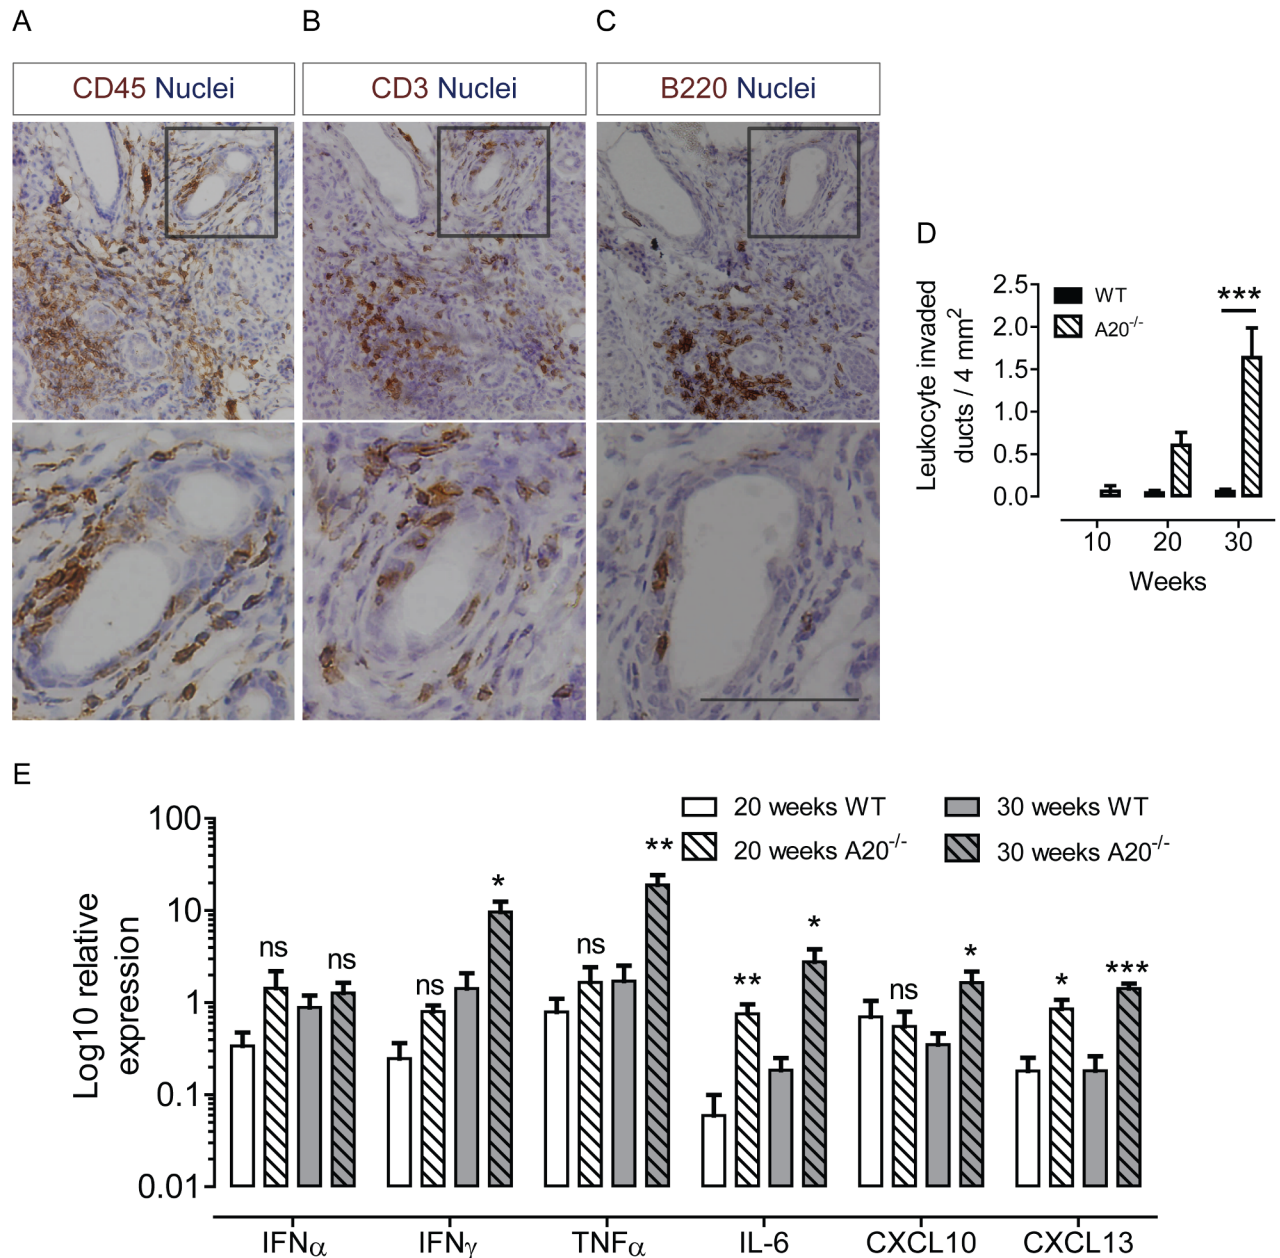 A
B
C
CD45 Nuclei
CD3 Nuclei
B220 Nuclei
D
Leukocyte invaded
ducts / 4 mm²
2.5
2.0
1.5
1.0
0.5
0.0
WT
A20⁻/⁻
***
10
20
30
Weeks
E
Log10 relative
expression
100
10
1
0.1
0.01
20 weeks WT
20 weeks A20⁻/⁻
30 weeks WT
30 weeks A20⁻/⁻
ns
ns
ns
*
ns
**
**
*
ns
*
*
***
IFNα
IFNγ
TNFα
IL-6
CXCL10
CXCL13